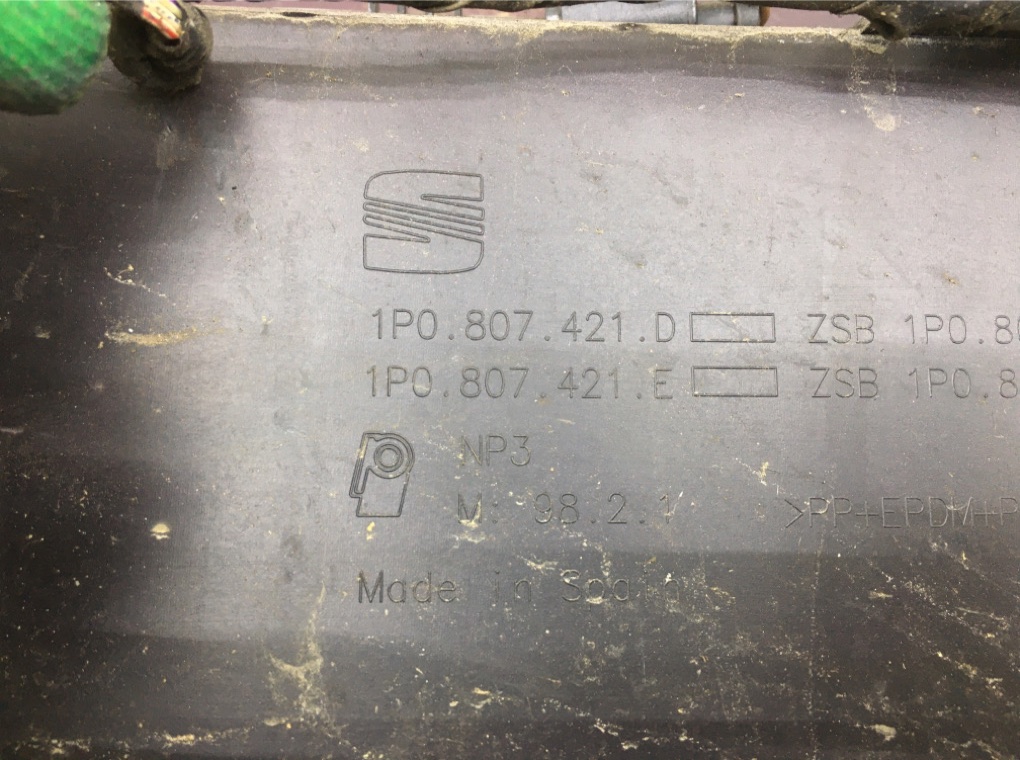 1P0.807.421.D ZSB 1P0.80
1P0.807.421.E ZSB 1P0.8
NP3
M: 98.2.1
>PP+EPDM+P
Made in Spain